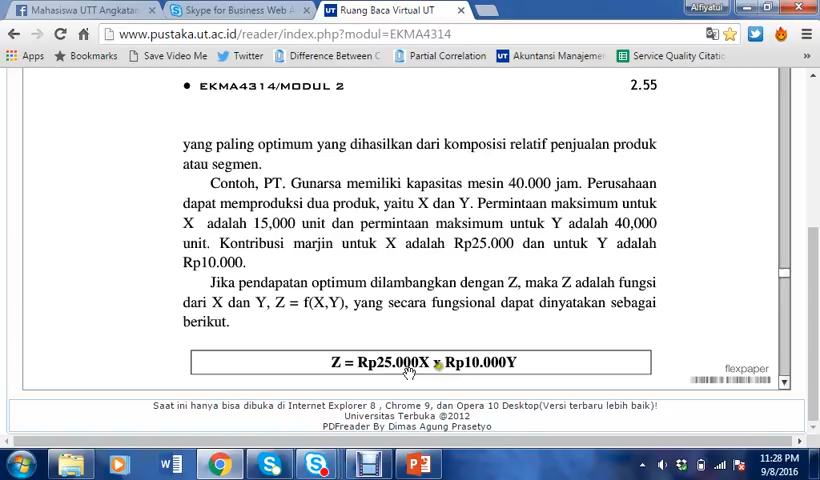 Mahasiswa UTT Angkatan
Skype for Business Web A
Ruang Baca Virtual UT
Alfiyatul
www.pustaka.ut.ac.id/reader/index.php?modul=EKMA4314
Apps
Bookmarks
Save Video Me
Twitter
Difference Between C
Partial Correlation
Akuntansi Manajemen
Service Quality Citatio
• EKMA4314/MODUL 2
2.55
yang paling optimum yang dihasilkan dari komposisi relatif penjualan produk
atau segmen.
Contoh, PT. Gunarsa memiliki kapasitas mesin 40.000 jam. Perusahaan
dapat memproduksi dua produk, yaitu X dan Y. Permintaan maksimum untuk
X adalah 15,000 unit dan permintaan maksimum untuk Y adalah 40,000
unit. Kontribusi marjin untuk X adalah Rp25.000 dan untuk Y adalah
Rp10.000.
Jika pendapatan optimum dilambangkan dengan Z, maka Z adalah fungsi
dari X dan Y, Z = f(X,Y), yang secara fungsional dapat dinyatakan sebagai
berikut.
Z = Rp25.000X x Rp10.000Y
flexpaper
Saat ini hanya bisa dibuka di Internet Explorer 8 , Chrome 9, dan Opera 10 Desktop(Versi terbaru lebih baik)!
Universitas Terbuka @2012
PDFreader By Dimas Agung Prasetyo
11:28 PM
9/8/2016